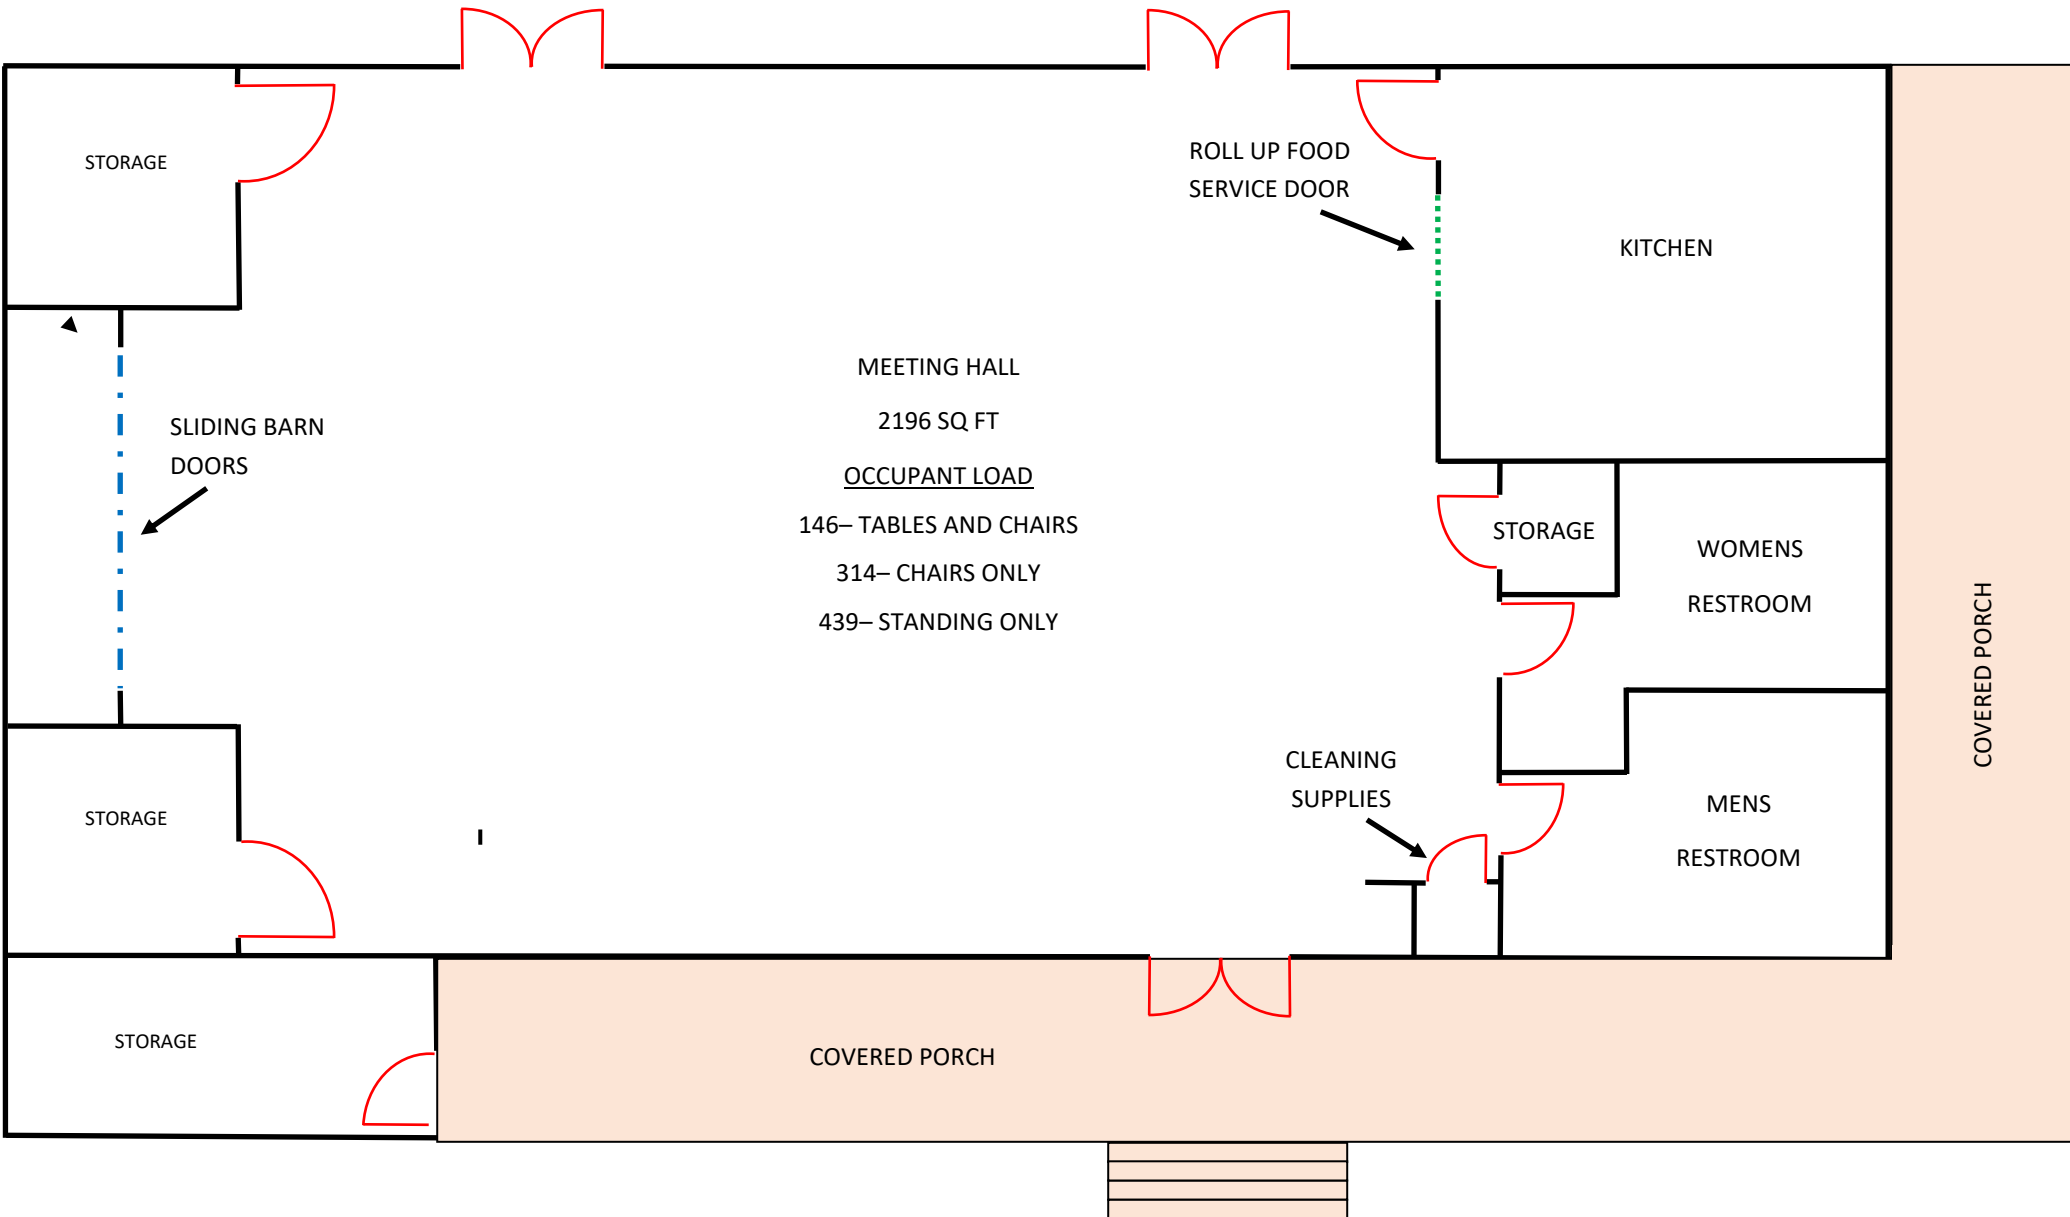 STORAGE
ROLL UP FOOD
SERVICE DOOR
KITCHEN
MEETING HALL
2196 SQ FT
OCCUPANT LOAD
146– TABLES AND CHAIRS
314– CHAIRS ONLY
439– STANDING ONLY
SLIDING BARN
DOORS
STORAGE
WOMENS
RESTROOM
COVERED PORCH
CLEANING
SUPPLIES
MENS
RESTROOM
STORAGE
STORAGE
COVERED PORCH